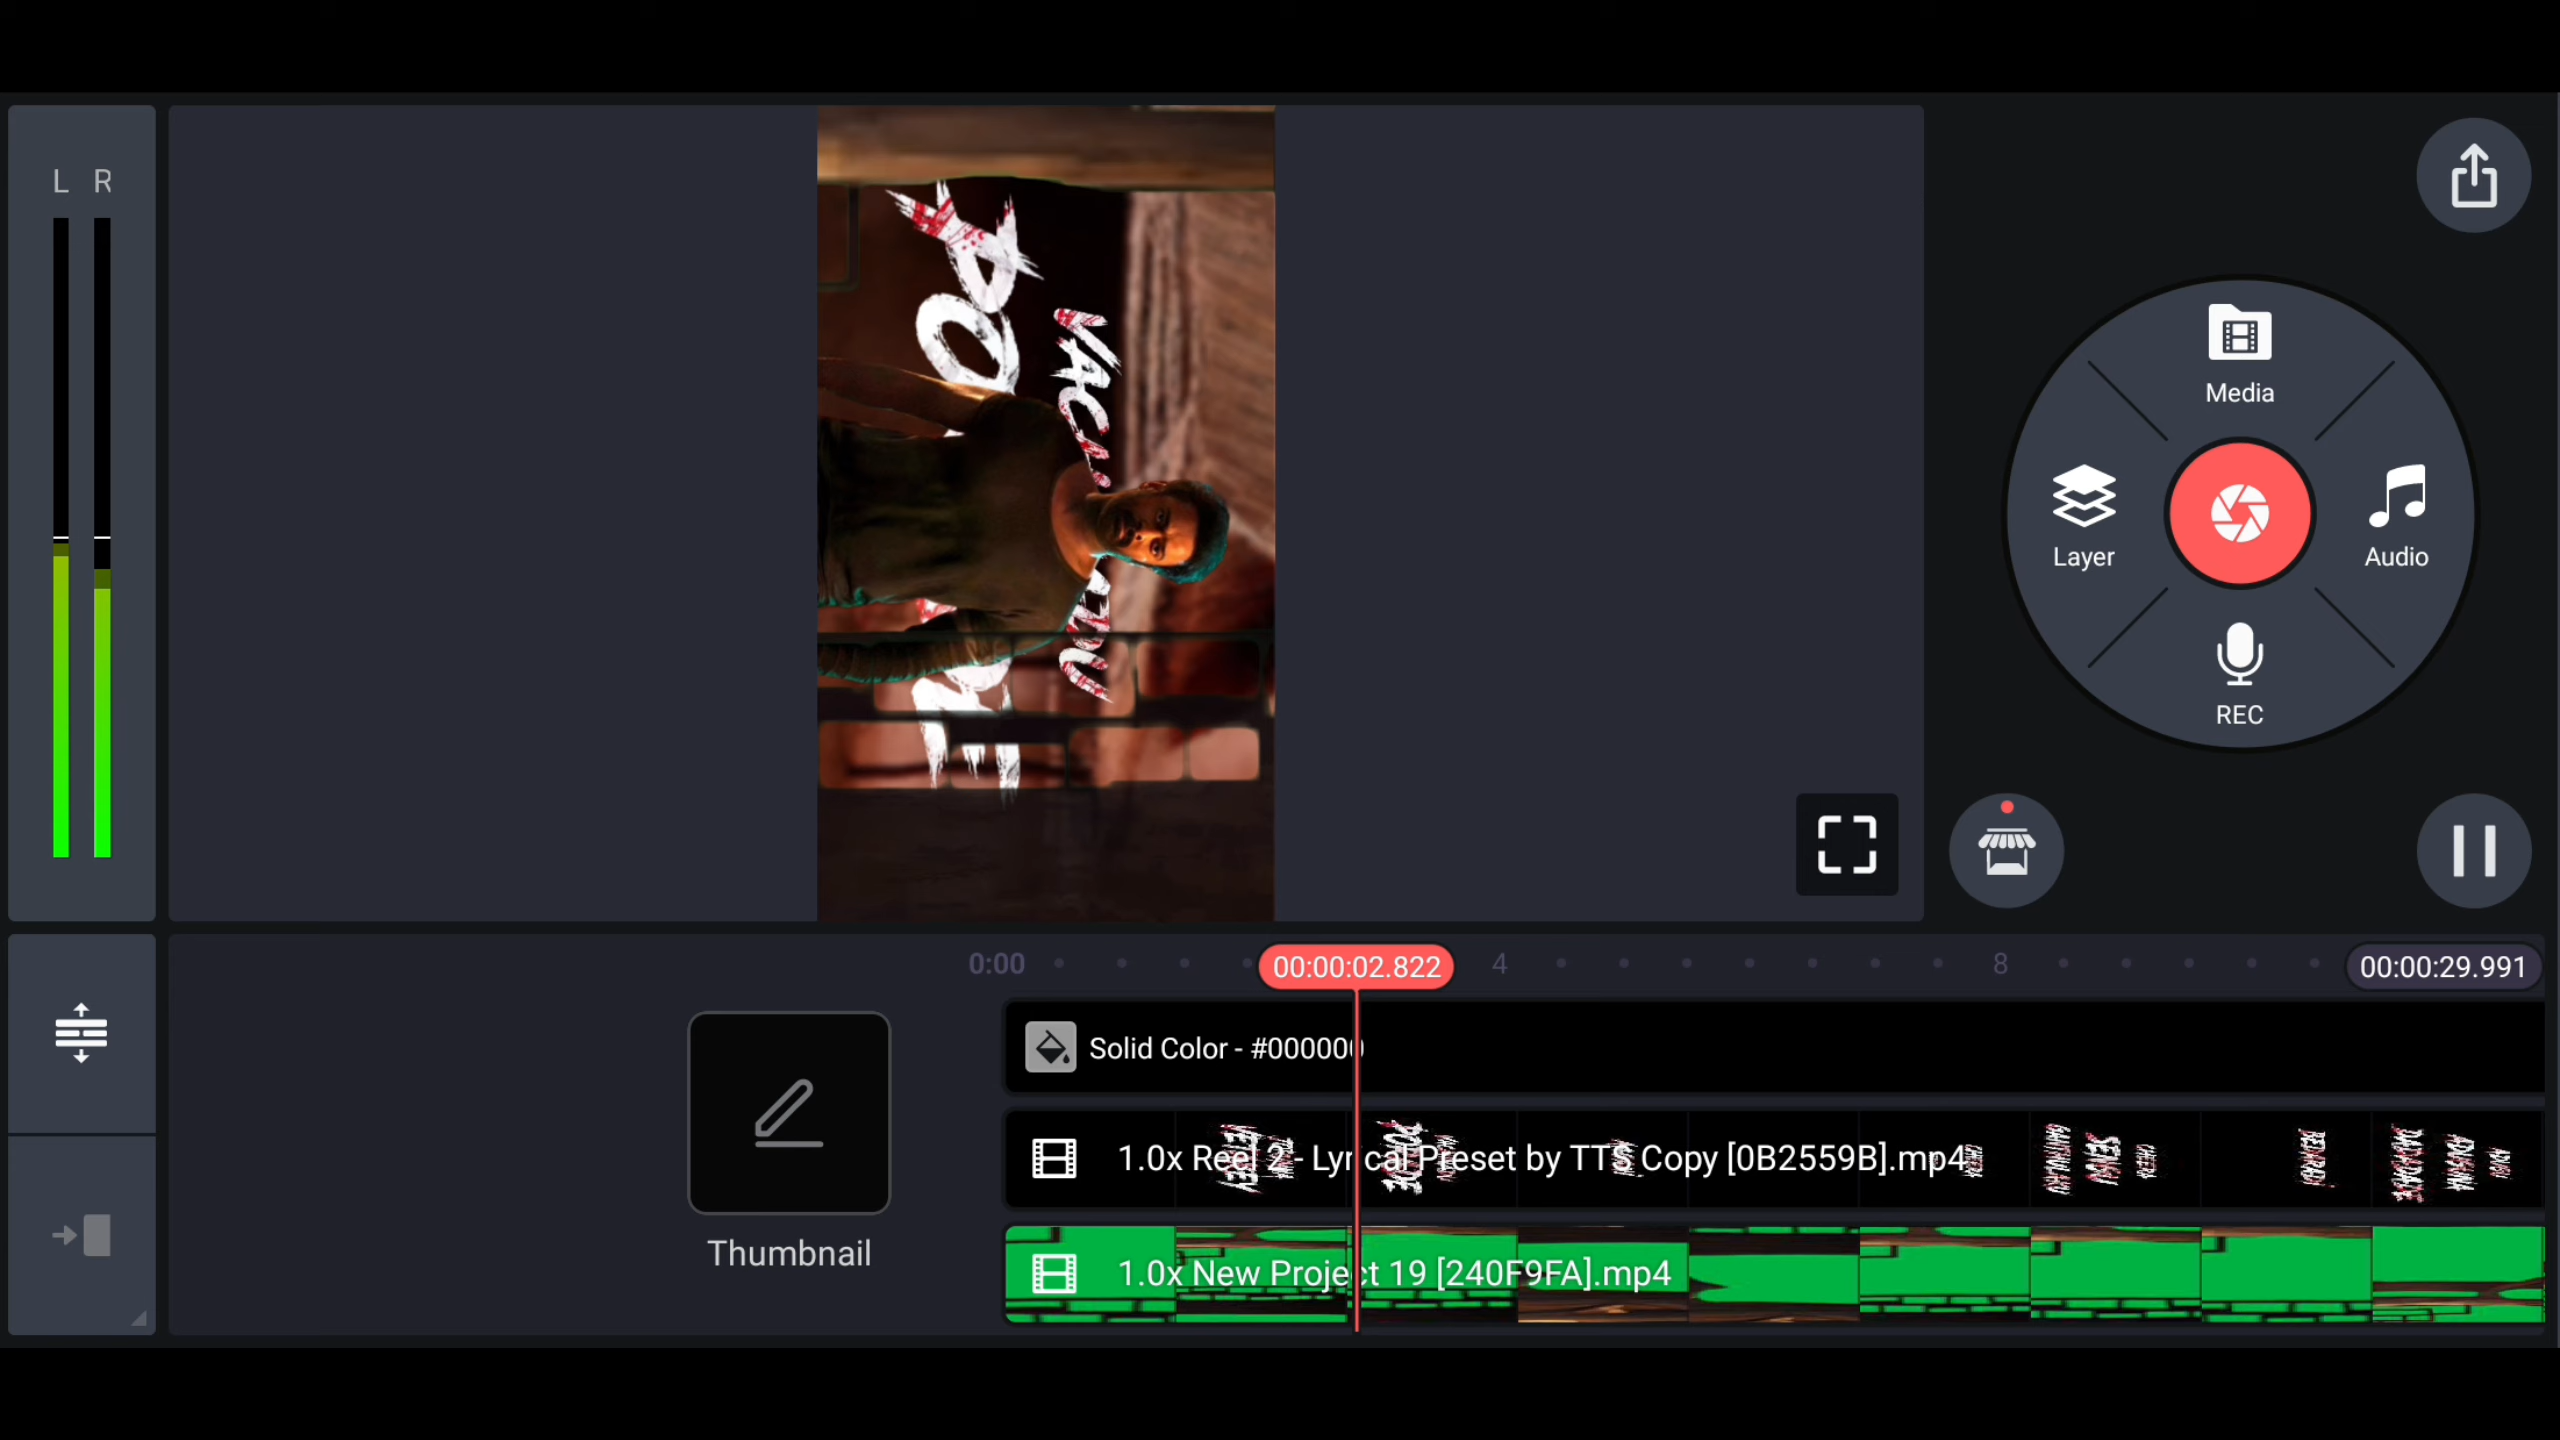 L R
Media
Layer
Audio
REC
0:00
00:00:02.822
4
8
00:00:29.991
Solid Color - #000000
1.0x Reel 2 - Lyrical Preset by TTS Copy [0B2559B].mp4
1.0x New Project 19 [240F9FA].mp4
Thumbnail